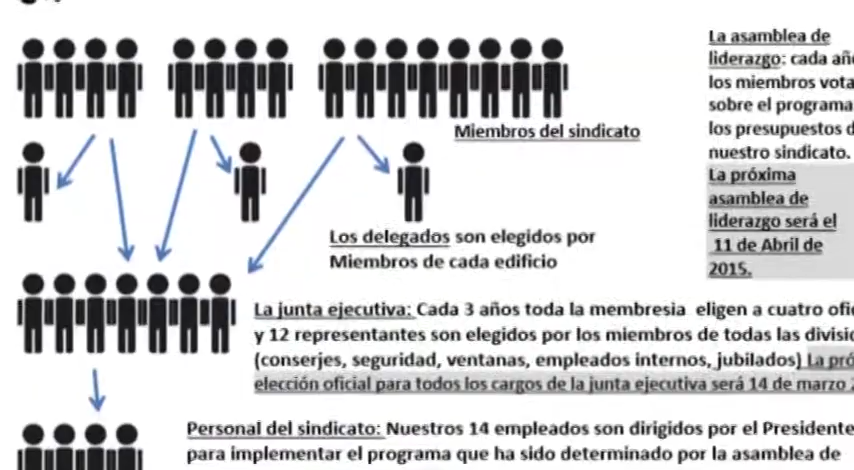 La asamblea de
liderazgo: cada año
los miembros vota
sobre el programa
los presupuestos d
nuestro sindicato.
La próxima
asamblea de
liderazgo será el
11 de Abril de
2015.
Miembros del sindicato
Los delegados son elegidos por
Miembros de cada edificio
La junta ejecutiva: Cada 3 años toda la membresia eligen a cuatro ofic
y 12 representantes son elegidos por los miembros de todas las divisio
(conserjes, seguridad, ventanas, empleados internos, jubilados) La pró
elección oficial para todos los cargos de la junta ejecutiva será 14 de marzo 2
Personal del sindicato: Nuestros 14 empleados son dirigidos por el Presidente
para implementar el programa que ha sido determinado por la asamblea de